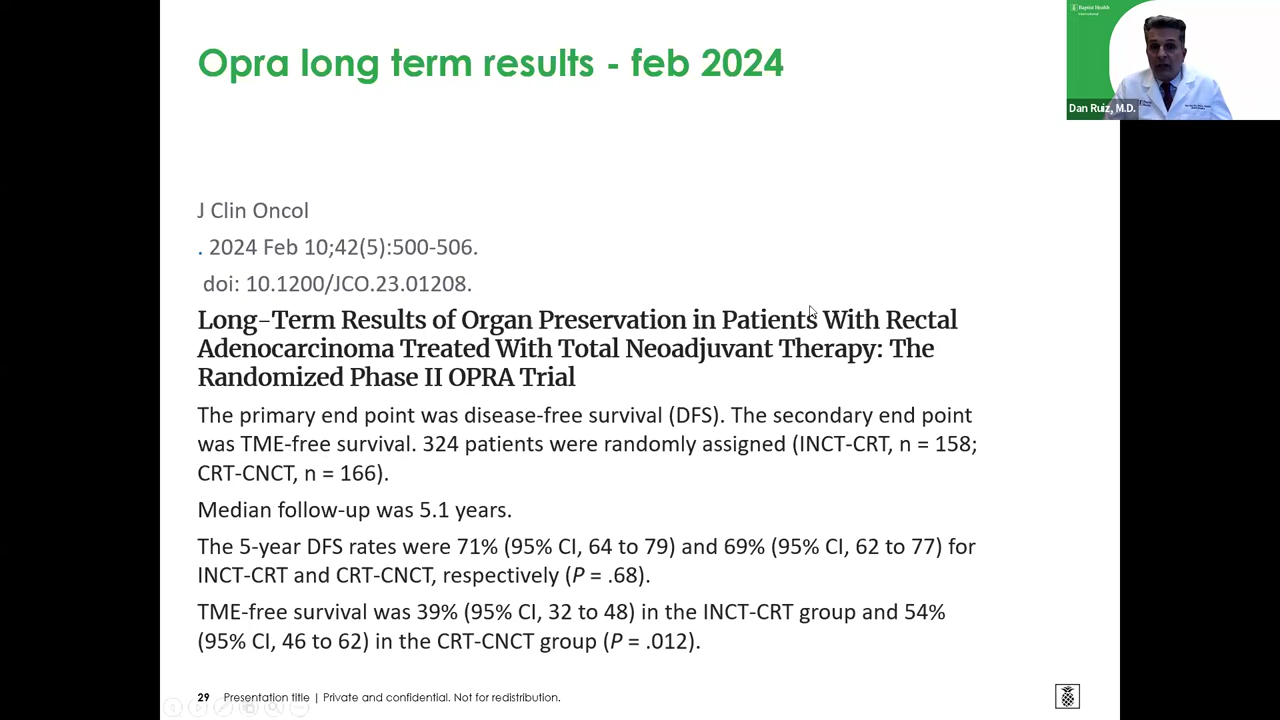 Opra long term results - feb 2024
Baptist Health
International
Dan Ruiz, M.D.
J Clin Oncol
. 2024 Feb 10;42(5):500-506.
doi: 10.1200/JCO.23.01208.
Long-Term Results of Organ Preservation in Patients With Rectal
Adenocarcinoma Treated With Total Neoadjuvant Therapy: The
Randomized Phase II OPRA Trial
The primary end point was disease-free survival (DFS). The secondary end point
was TME-free survival. 324 patients were randomly assigned (INCT-CRT, n = 158;
CRT-CNCT, n = 166).
Median follow-up was 5.1 years.
The 5-year DFS rates were 71% (95% CI, 64 to 79) and 69% (95% CI, 62 to 77) for
INCT-CRT and CRT-CNCT, respectively (P = .68).
TME-free survival was 39% (95% CI, 32 to 48) in the INCT-CRT group and 54%
(95% CI, 46 to 62) in the CRT-CNCT group (P = .012).
29 Presentation title | Private and confidential. Not for redistribution.